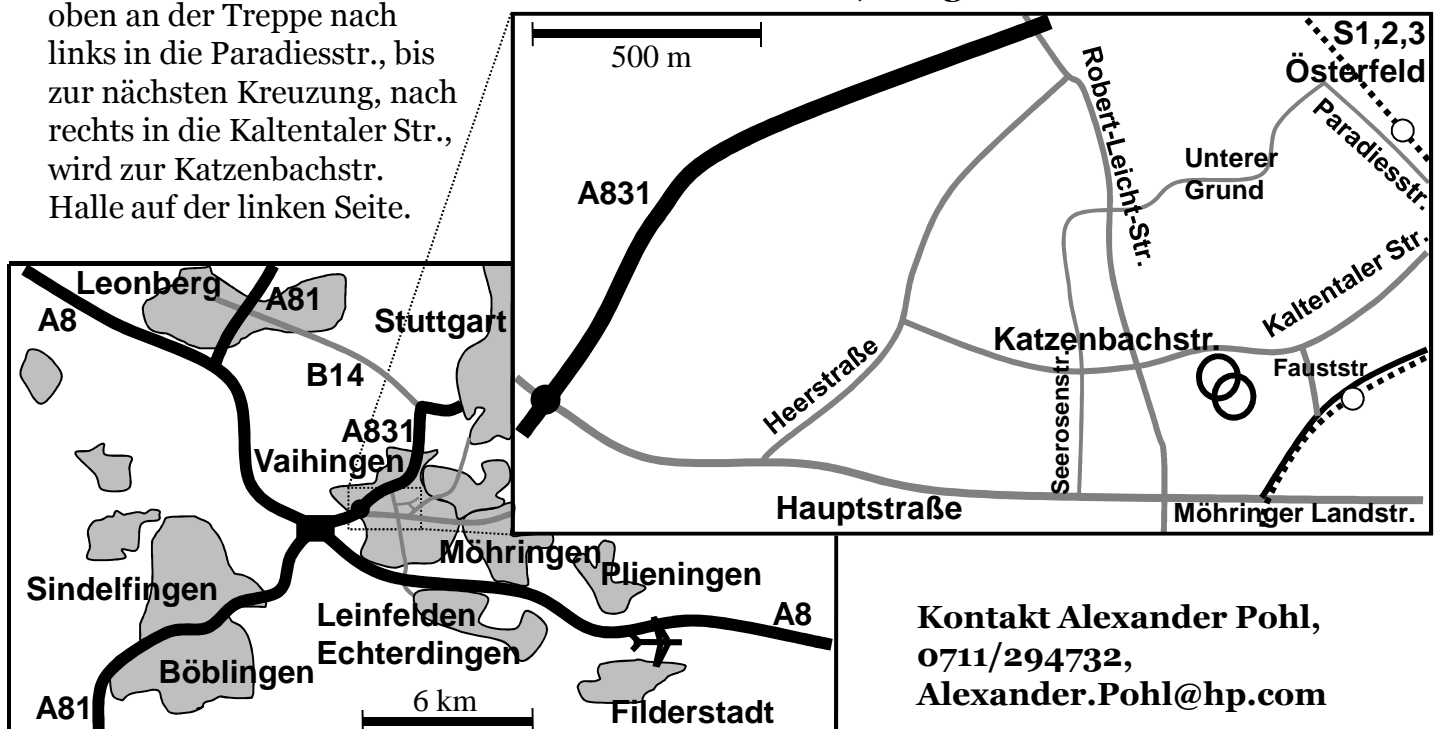 oben an der Treppe nach
links in die Paradiesstr., bis
zur nächsten Kreuzung, nach
rechts in die Kaltentaler Str.,
wird zur Katzenbachstr.
Halle auf der linken Seite.
500 m
S1,2,3
Österfeld
Paradiesstr.
Robert-Leicht-Str.
Unterer
Grund
A831
Kaltentaler Str.
Katzenbachstr.
Fauststr.
Heerstraße
Seerosenstr.
Hauptstraße
Möhringer Landstr.
Leonberg
A81
A8
Stuttgart
B14
A831
Vaihingen
Möhringen
Plieningen
Sindelfingen
Leinfelden
Echterdingen
A8
Böblingen
A81
6 km
Filderstadt
Kontakt Alexander Pohl,
0711/294732,
Alexander.Pohl@hp.com